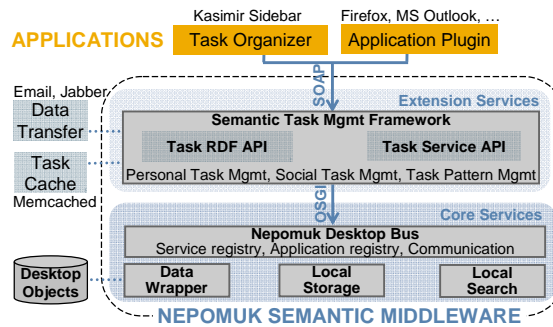 Kasimir Sidebar
Firefox, MS Outlook, ...
APPLICATIONS
Task Organizer
Application Plugin
SOAP
Email, Jabber
Data
Transfer
Extension Services
Semantic Task Mgmt Framework
Task RDF API
Task Service API
Personal Task Mgmt, Social Task Mgmt, Task Pattern Mgmt
Task
Cache
Memcached
OSGI
Core Services
Nepomuk Desktop Bus
Service registry, Application registry, Communication
Desktop
Objects
Data
Wrapper
Local
Storage
Local
Search
NEPOMUK SEMANTIC MIDDLEWARE